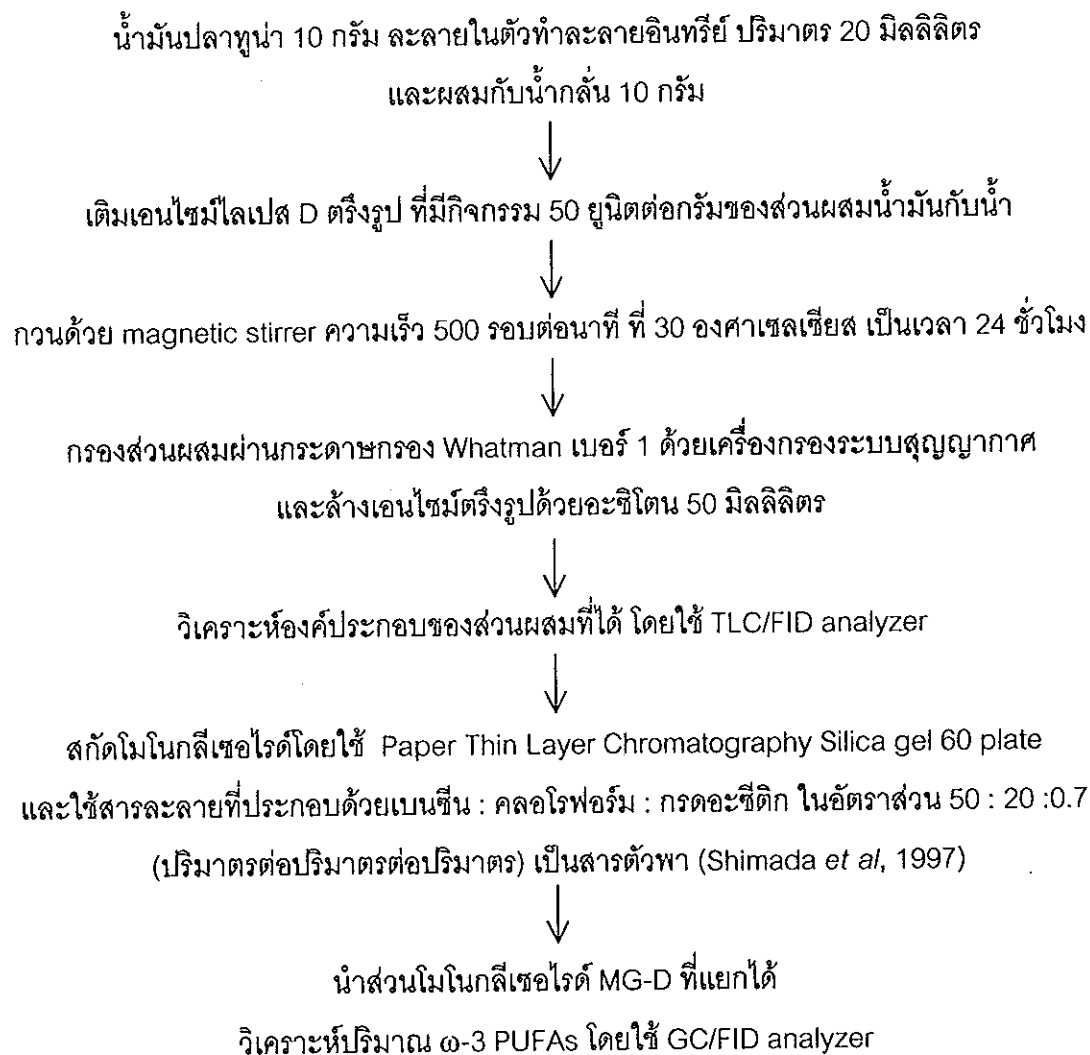 น้ำมันปลาทูน่า 10 กรัม ละลายในตัวทำละลายอินทรีย์ ปริมาตร 20 มิลลิลิตร
และผสมกับน้ำกลั่น 10 กรัม
เติมเอนไซม์ไลเปส D ตรึงรูป ที่มีกิจกรรม 50 ยูนิตต่อกรัมของส่วนผสมน้ำมันกับน้ำ
กวนด้วย magnetic stirrer ความเร็ว 500 รอบต่อนาที ที่ 30 องศาเซลเซียส เป็นเวลา 24 ชั่วโมง
กรองส่วนผสมผ่านกระดาษกรอง Whatman เบอร์ 1 ด้วยเครื่องกรองระบบสุญญากาศ
และล้างเอนไซม์ตรึงรูปด้วยอะซิโตน 50 มิลลิลิตร
วิเคราะห์องค์ประกอบของส่วนผสมที่ได้ โดยใช้ TLC/FID analyzer
สกัดโมโนกลีเซอไรด์โดยใช้ Paper Thin Layer Chromatography Silica gel 60 plate
และใช้สารละลายที่ประกอบด้วยเบนซีน : คลอโรฟอร์ม : กรดอะซีติก ในอัตราส่วน 50 : 20 :0.7
(ปริมาตรต่อปริมาตรต่อปริมาตร) เป็นสารตัวพา (Shimada et al, 1997)
นำส่วนโมโนกลีเซอไรด์ MG-D ที่แยกได้
วิเคราะห์ปริมาณ ω-3 PUFAs โดยใช้ GC/FID analyzer